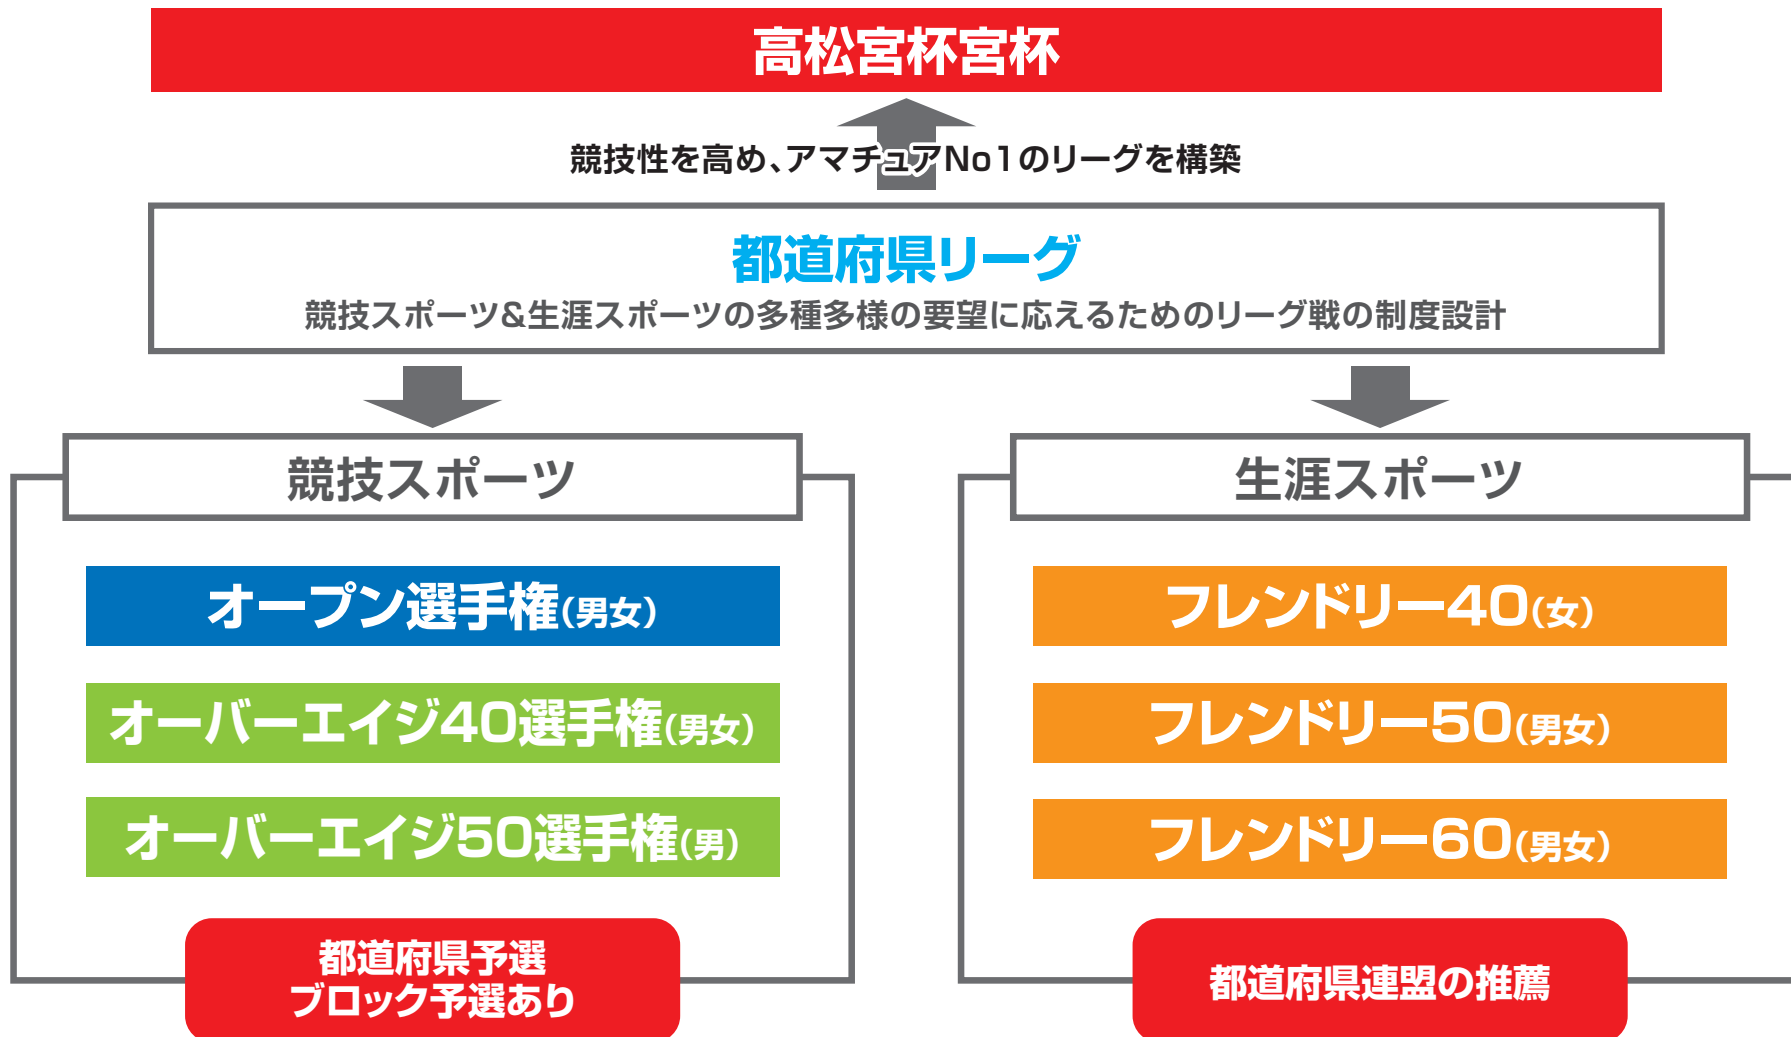 高松宮杯宮杯
競技性を高め、アマチュアNo1のリーグを構築
都道府県リーグ
競技スポーツ&生涯スポーツの多種多様の要望に応えるためのリーグ戦の制度設計
競技スポーツ
オープン選手権(男女)
オーバーエイジ40選手権(男女)
オーバーエイジ50選手権(男)
都道府県予選
ブロック予選あり
生涯スポーツ
フレンドリー40(女)
フレンドリー50(男女)
フレンドリー60(男女)
都道府県連盟の推薦